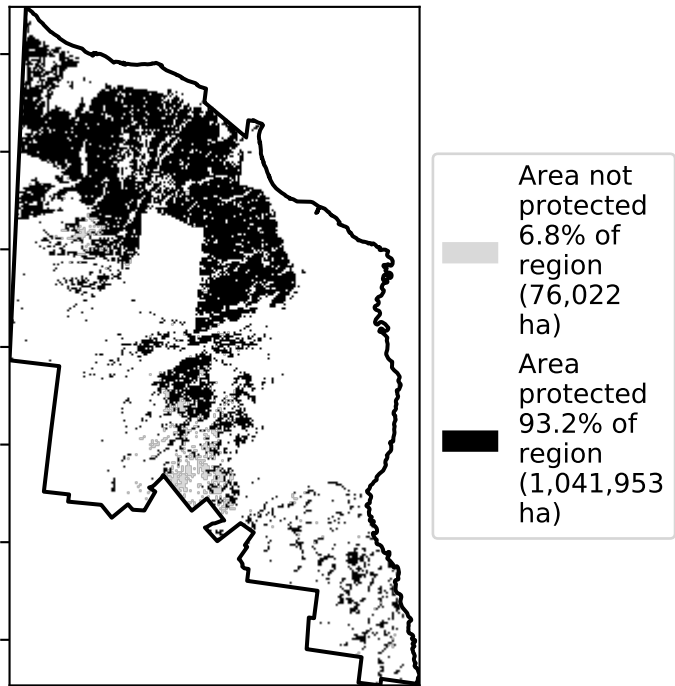 Area not
protected
6.8% of
region
(76,022
ha)
Area
protected
93.2% of
region
(1,041,953
ha)